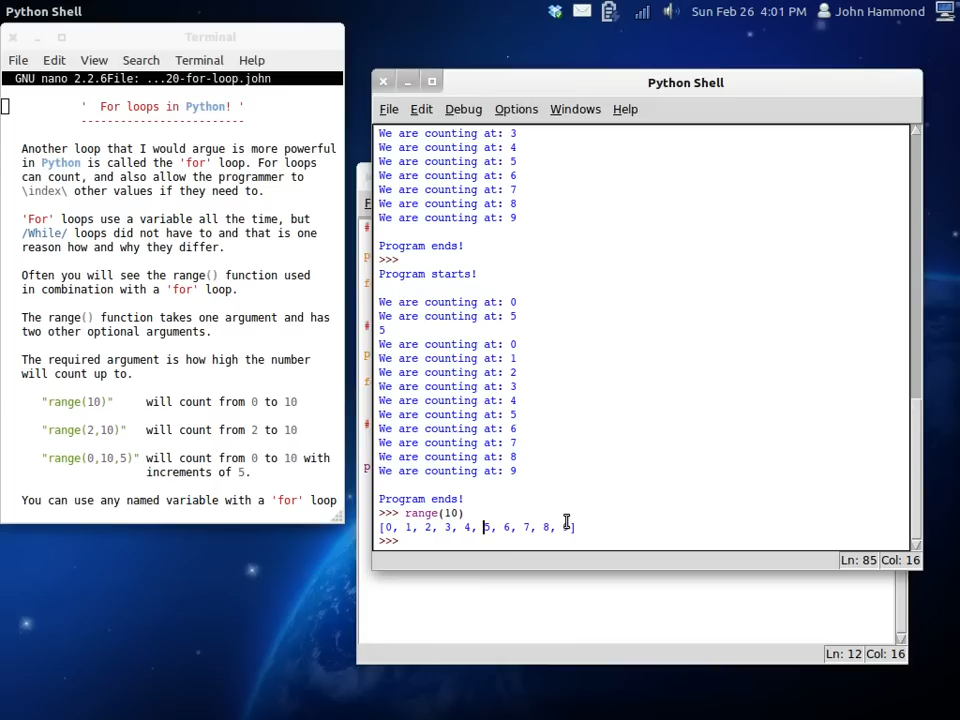 Python Shell
Sun Feb 26 4:01 PM John Hammond
Terminal
File Edit View Search Terminal Help
GNU nano 2.2.6File: ...20-for-loop.john
' For loops in Python! '
-------------------------
Another loop that I would argue is more powerful
in Python is called the 'for' loop. For loops
can count, and also allow the programmer to
\index\ other values if they need to.
'For' loops use a variable all the time, but
/While/ loops did not have to and that is one
reason how and why they differ.
Often you will see the range() function used
in combination with a 'for' loop.
The range() function takes one argument and has
two other optional arguments.
The required argument is how high the number
will count up to.
"range(10)" will count from 0 to 10
"range(2,10)" will count from 2 to 10
"range(0,10,5)" will count from 0 to 10 with
increments of 5.
You can use any named variable with a 'for' loop
Python Shell
File Edit Debug Options Windows Help
We are counting at: 3
We are counting at: 4
We are counting at: 5
We are counting at: 6
We are counting at: 7
We are counting at: 8
We are counting at: 9
Program ends!
>>>
Program starts!
We are counting at: 0
We are counting at: 5
5
We are counting at: 0
We are counting at: 1
We are counting at: 2
We are counting at: 3
We are counting at: 4
We are counting at: 5
We are counting at: 6
We are counting at: 7
We are counting at: 8
We are counting at: 9
Program ends!
>>> range(10)
[0, 1, 2, 3, 4, 5, 6, 7, 8, 9]
>>>
Ln: 85 Col: 16
Ln: 12 Col: 16